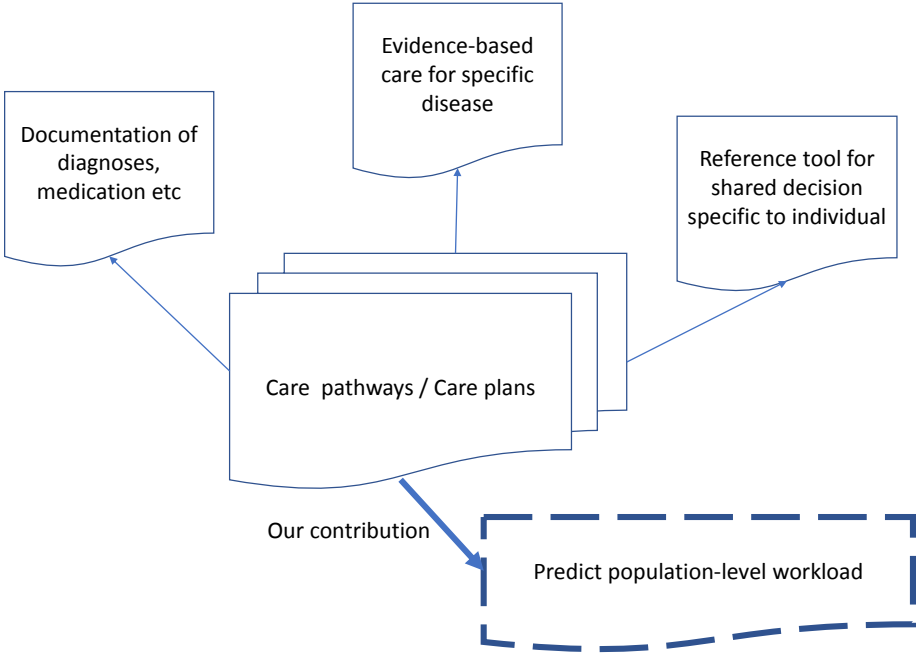 Evidence-based
care for specific
disease
Documentation of
diagnoses,
medication etc
Reference tool for
shared decision
specific to individual
Care pathways / Care plans
Our contribution
Predict population-level workload